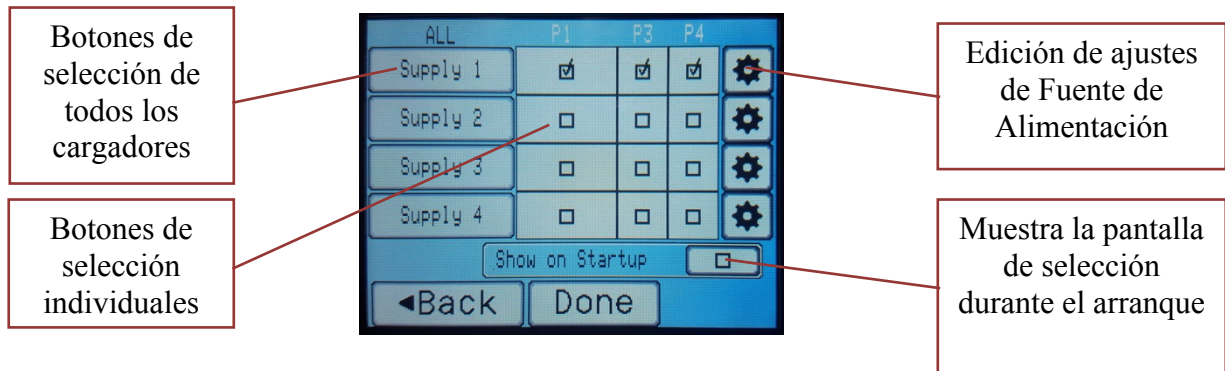 Botones de
selección de
todos los
cargadores
Botones de
selección
individuales
ALL P1 P3 P4
Supply 1
Supply 2
Supply 3
Supply 4
Show on Startup
◄Back Done
Edición de ajustes
de Fuente de
Alimentación
Muestra la pantalla
de selección
durante el arranque